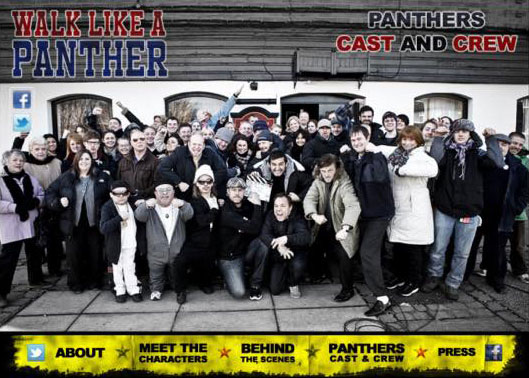 WALK LIKE A
PANTHER
PANTHERS
CAST AND CREW
ABOUT
MEET THE
CHARACTERS
BEHIND
THE SCENES
PANTHERS
CAST & CREW
PRESS